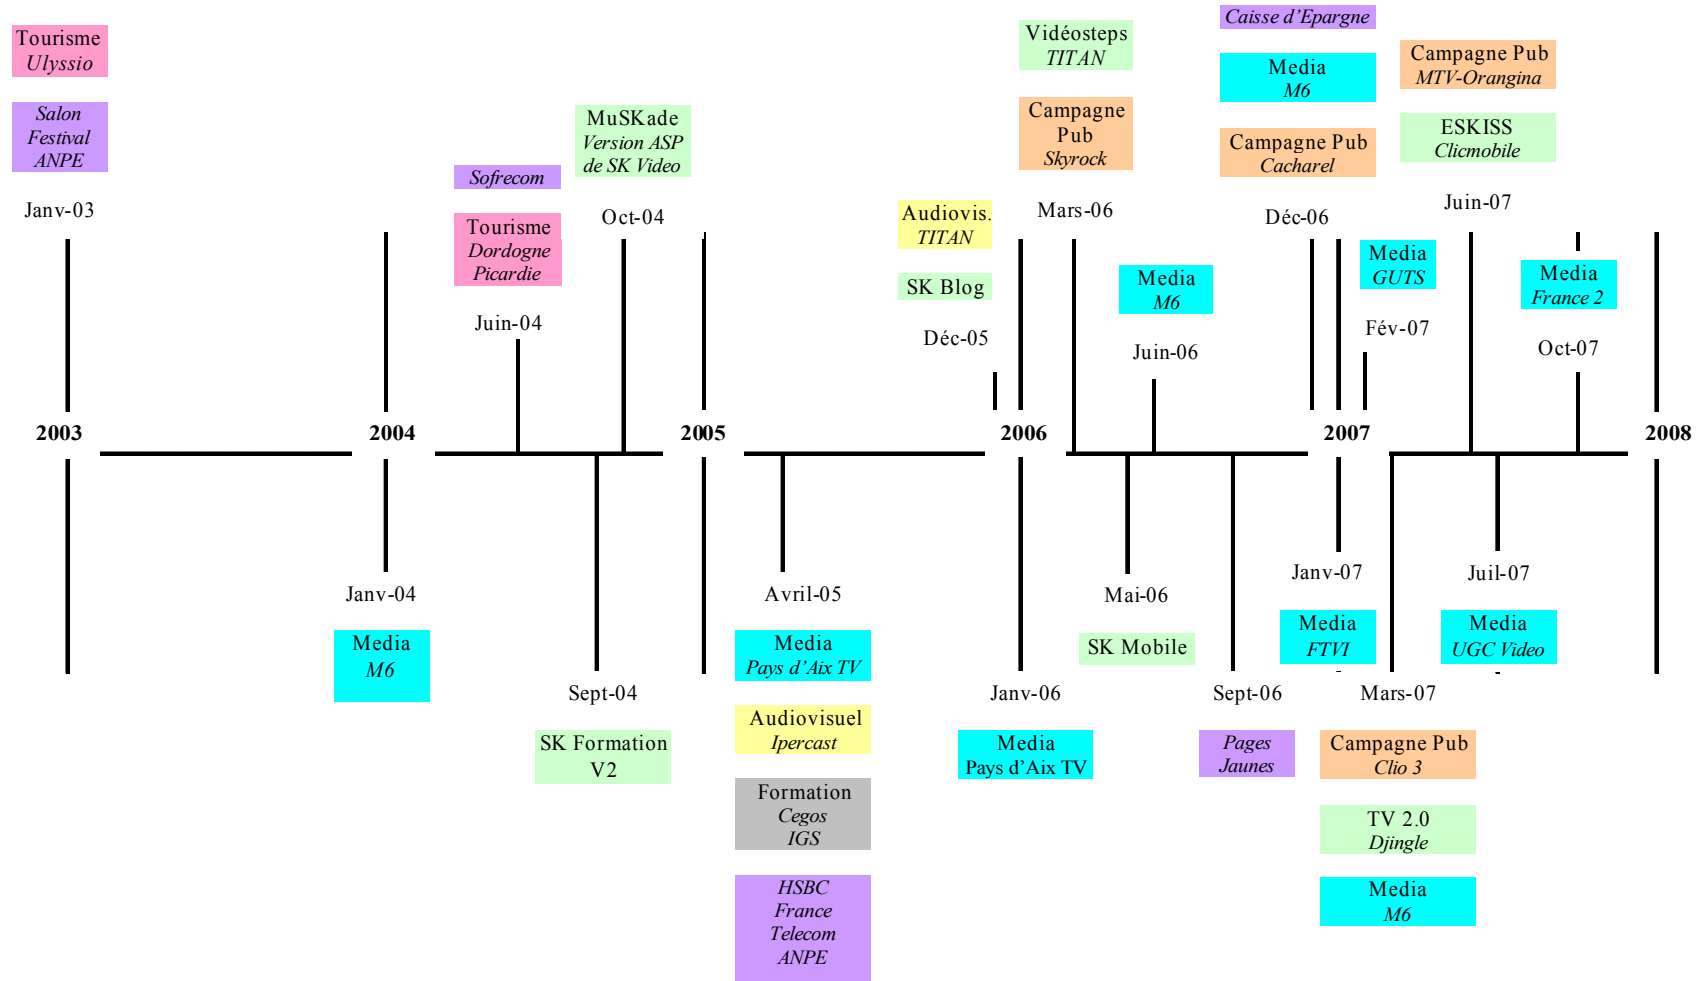 Tourisme
Ulyssio
Salon
Festival
ANPE
Janv-03
Sofrecom
Tourisme
Dordogne
Picardie
Juin-04
MuSKade
Version ASP
de SK Video
Oct-04
Audiovis.
TITAN
SK Blog
Déc-05
Vidéosteps
TITAN
Campagne
Pub
Skyrock
Mars-06
Media
M6
Juin-06
Caisse d’Epargne
Media
M6
Campagne Pub
Cacharel
Déc-06
Media
GUTS
Fév-07
Campagne Pub
MTV-Orangina
ESKISS
Clicmobile
Juin-07
Media
France 2
Oct-07
2003
2004
2005
2006
2007
2008
Janv-04
Media
M6
Sept-04
SK Formation
V2
Avril-05
Media
Pays d’Aix TV
Audiovisuel
Ipercast
Formation
Cegos
IGS
HSBC
France
Telecom
ANPE
Janv-06
Media
Pays d’Aix TV
Mai-06
SK Mobile
Sept-06
Pages
Jaunes
Janv-07
Media
FTVI
Mars-07
Campagne Pub
Clio 3
TV 2.0
Djingle
Media
M6
Juil-07
Media
UGC Video